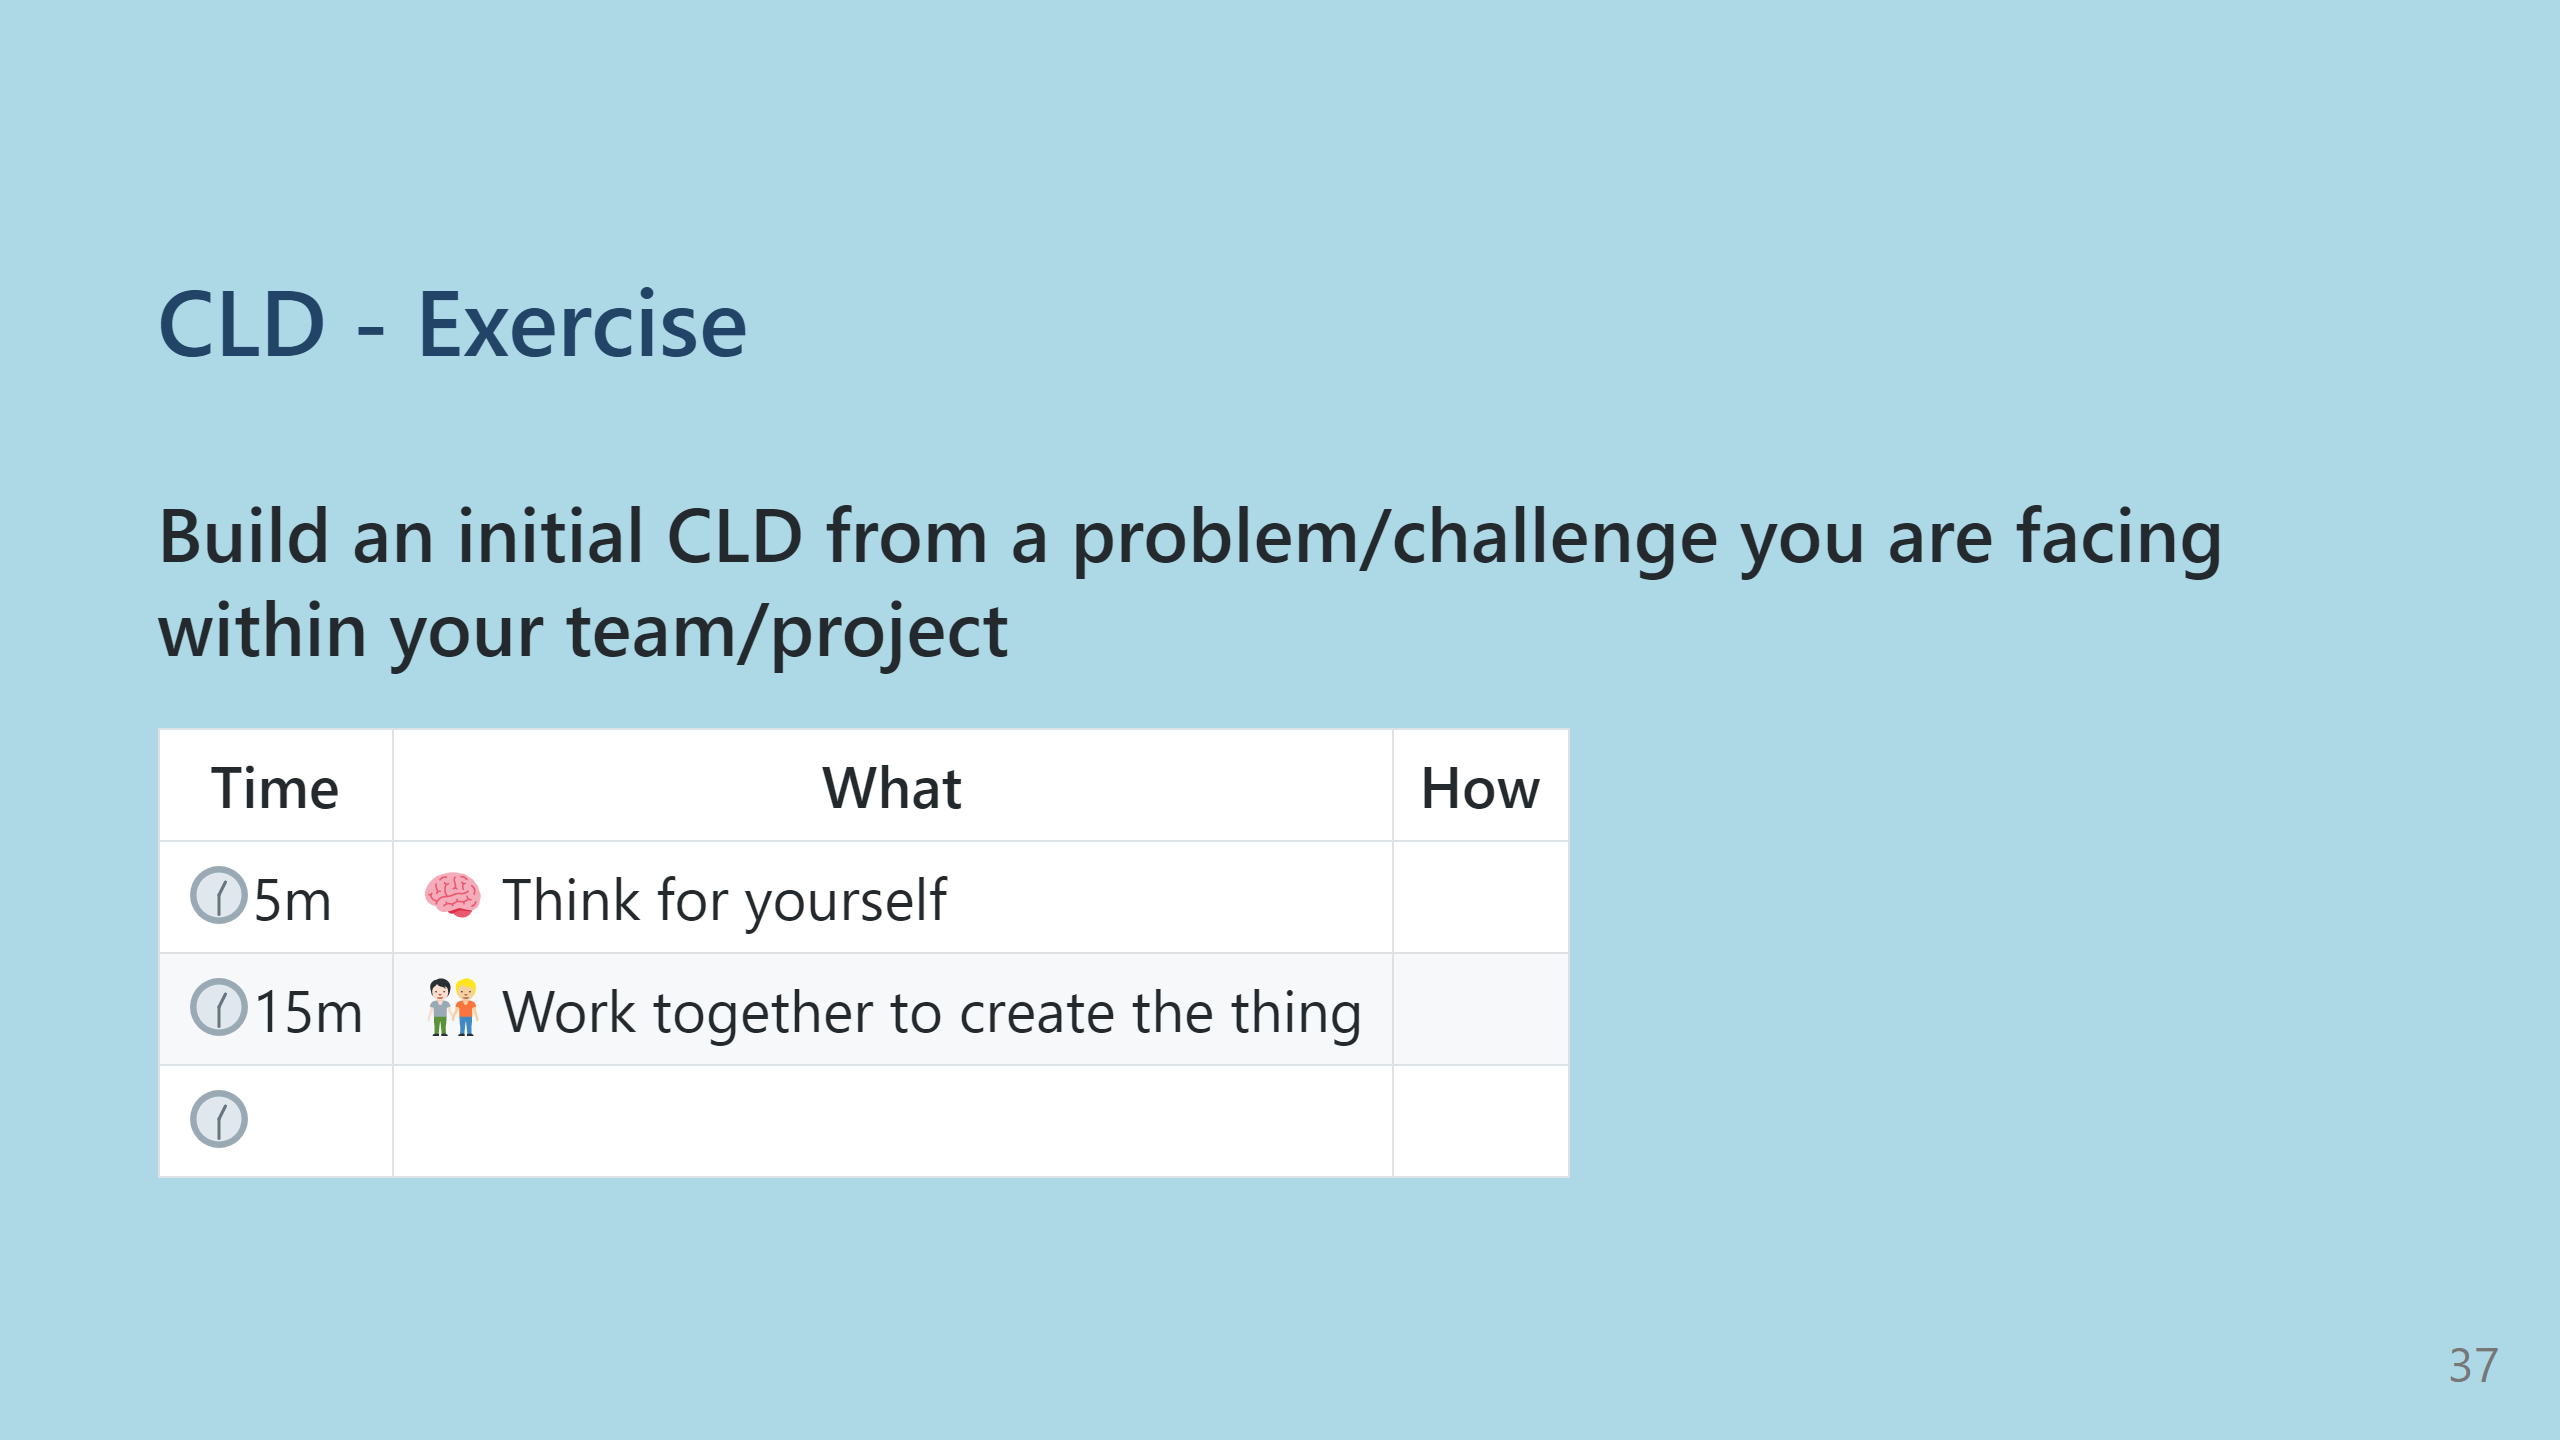 CLD - Exercise
Build an initial CLD from a problem/challenge you are facing
within your team/project
Time What How
5m Think for yourself
15m Work together to create the thing
37